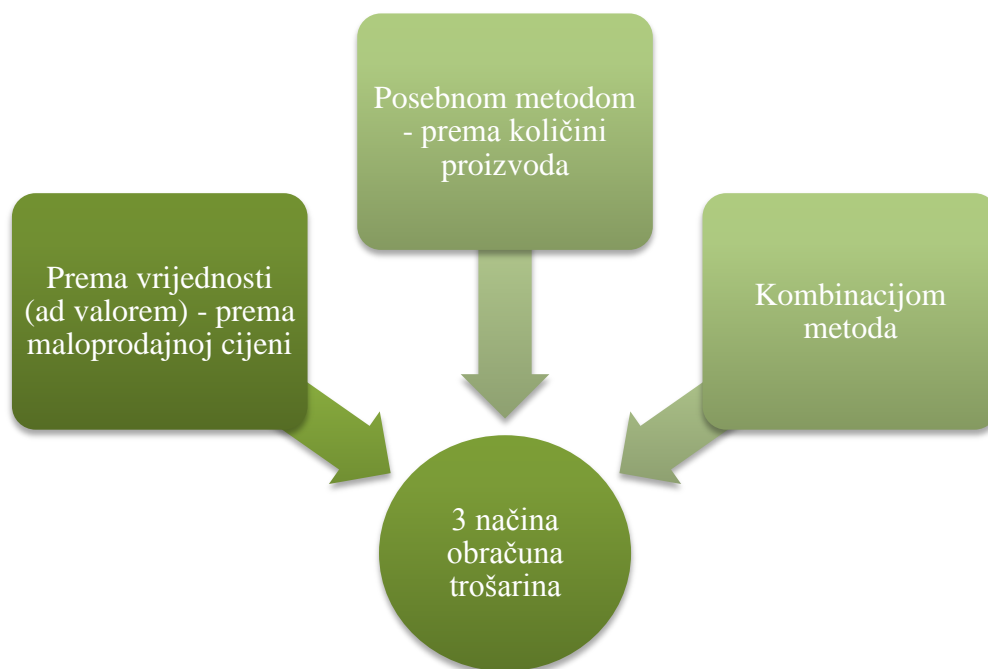 Posebnom metodom
- prema količini
proizvoda
Prema vrijednosti
(ad valorem) - prema
maloprodajnoj cijeni
Kombinacijom
metoda
3 načina
obračuna
trošarina